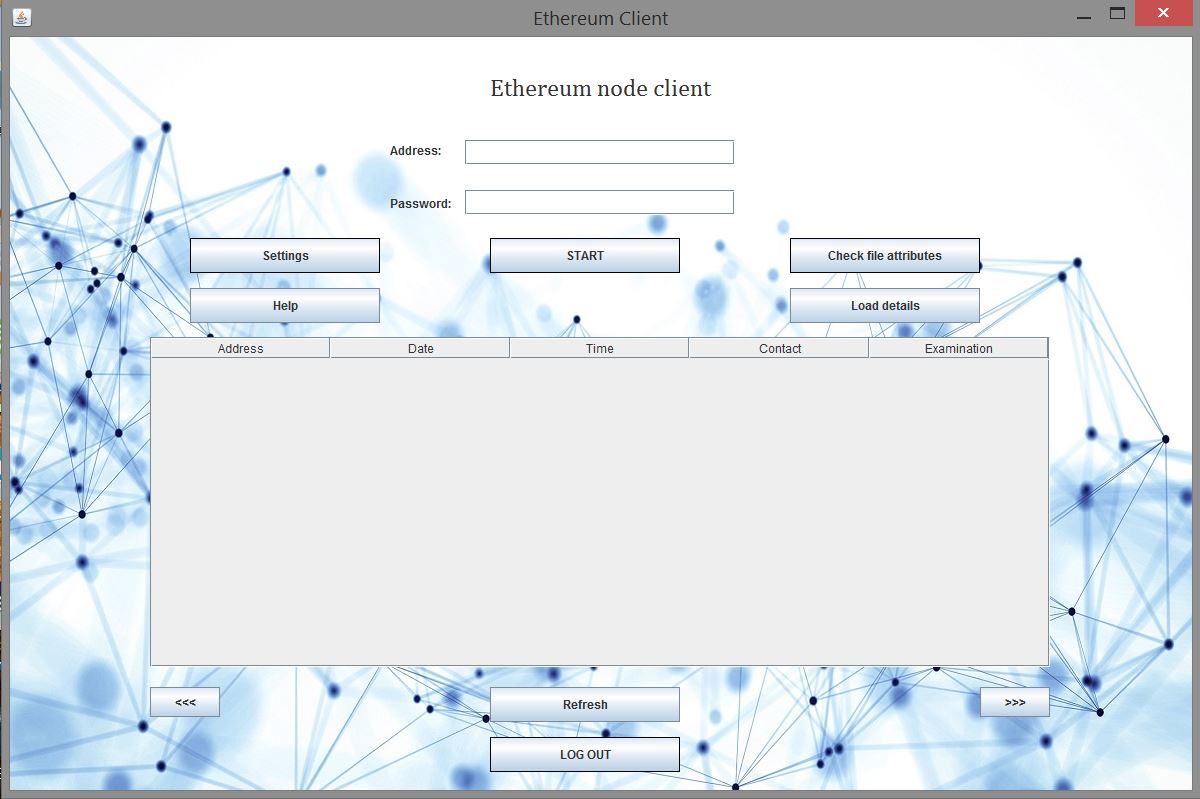 Ethereum Client
Ethereum node client
Address:
Password:
Settings START Check file attributes
Help Load details
Address Date Time Contact Examination
<<< Refresh >>>
LOG OUT